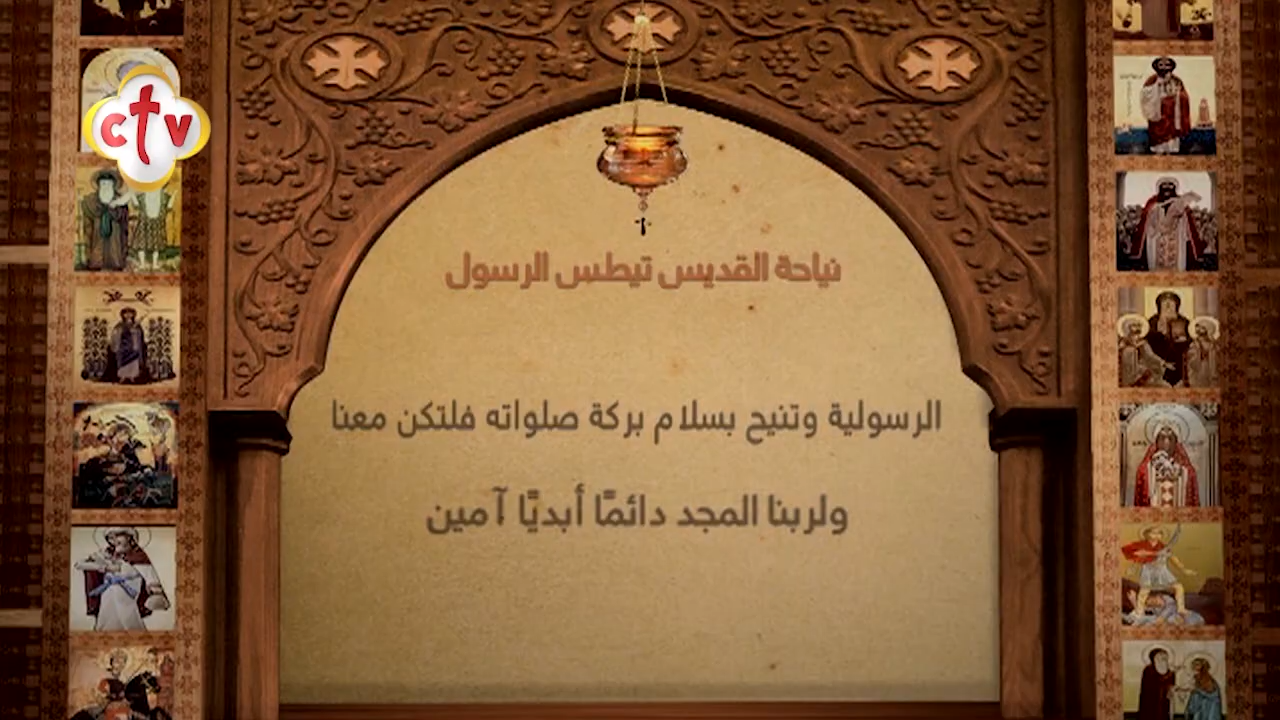 CTV
نياحة القديس تيطس الرسول
الرسولية وتنيح بسلام بركة صلواته فلتكن معنا
ولربنا المجد دائمًا أبديًا آمين